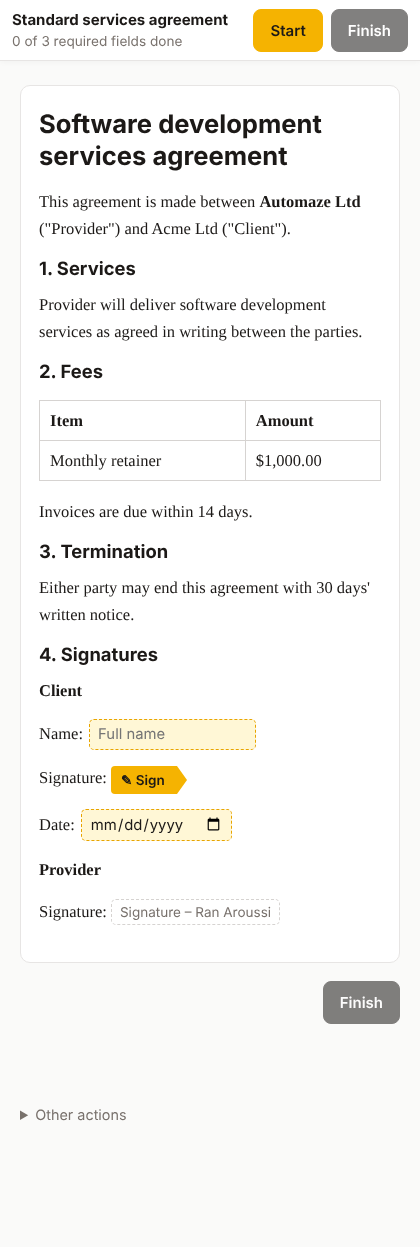 Standard services agreement
0 of 3 required fields done
Start
Finish
Software development
services agreement
This agreement is made between Automaze Ltd
("Provider") and Acme Ltd ("Client").
1. Services
Provider will deliver software development
services as agreed in writing between the parties.
2. Fees
Item Amount
Monthly retainer $1,000.00
Invoices are due within 14 days.
3. Termination
Either party may end this agreement with 30 days'
written notice.
4. Signatures
Client
Name: Full name
Signature: ✎ Sign
Date: mm/dd/yyyy
Provider
Signature: Signature – Ran Aroussi
Finish
Other actions